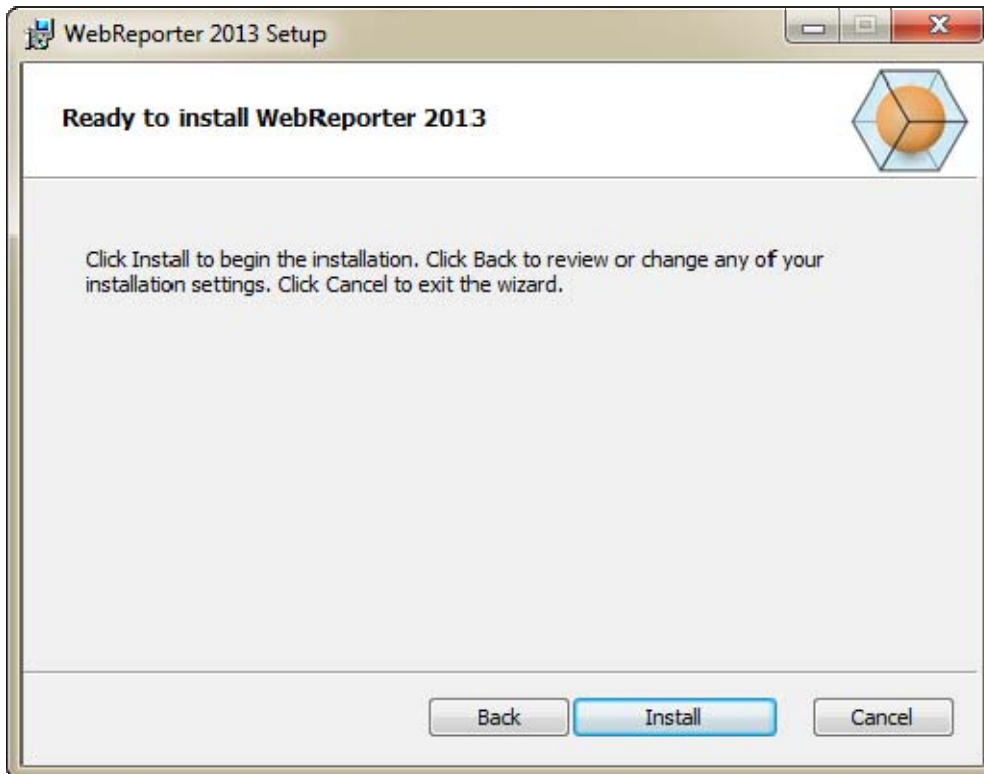 WebReporter 2013 Setup
Ready to install WebReporter 2013
Click Install to begin the installation. Click Back to review or change any of your
installation settings. Click Cancel to exit the wizard.
Back Install Cancel